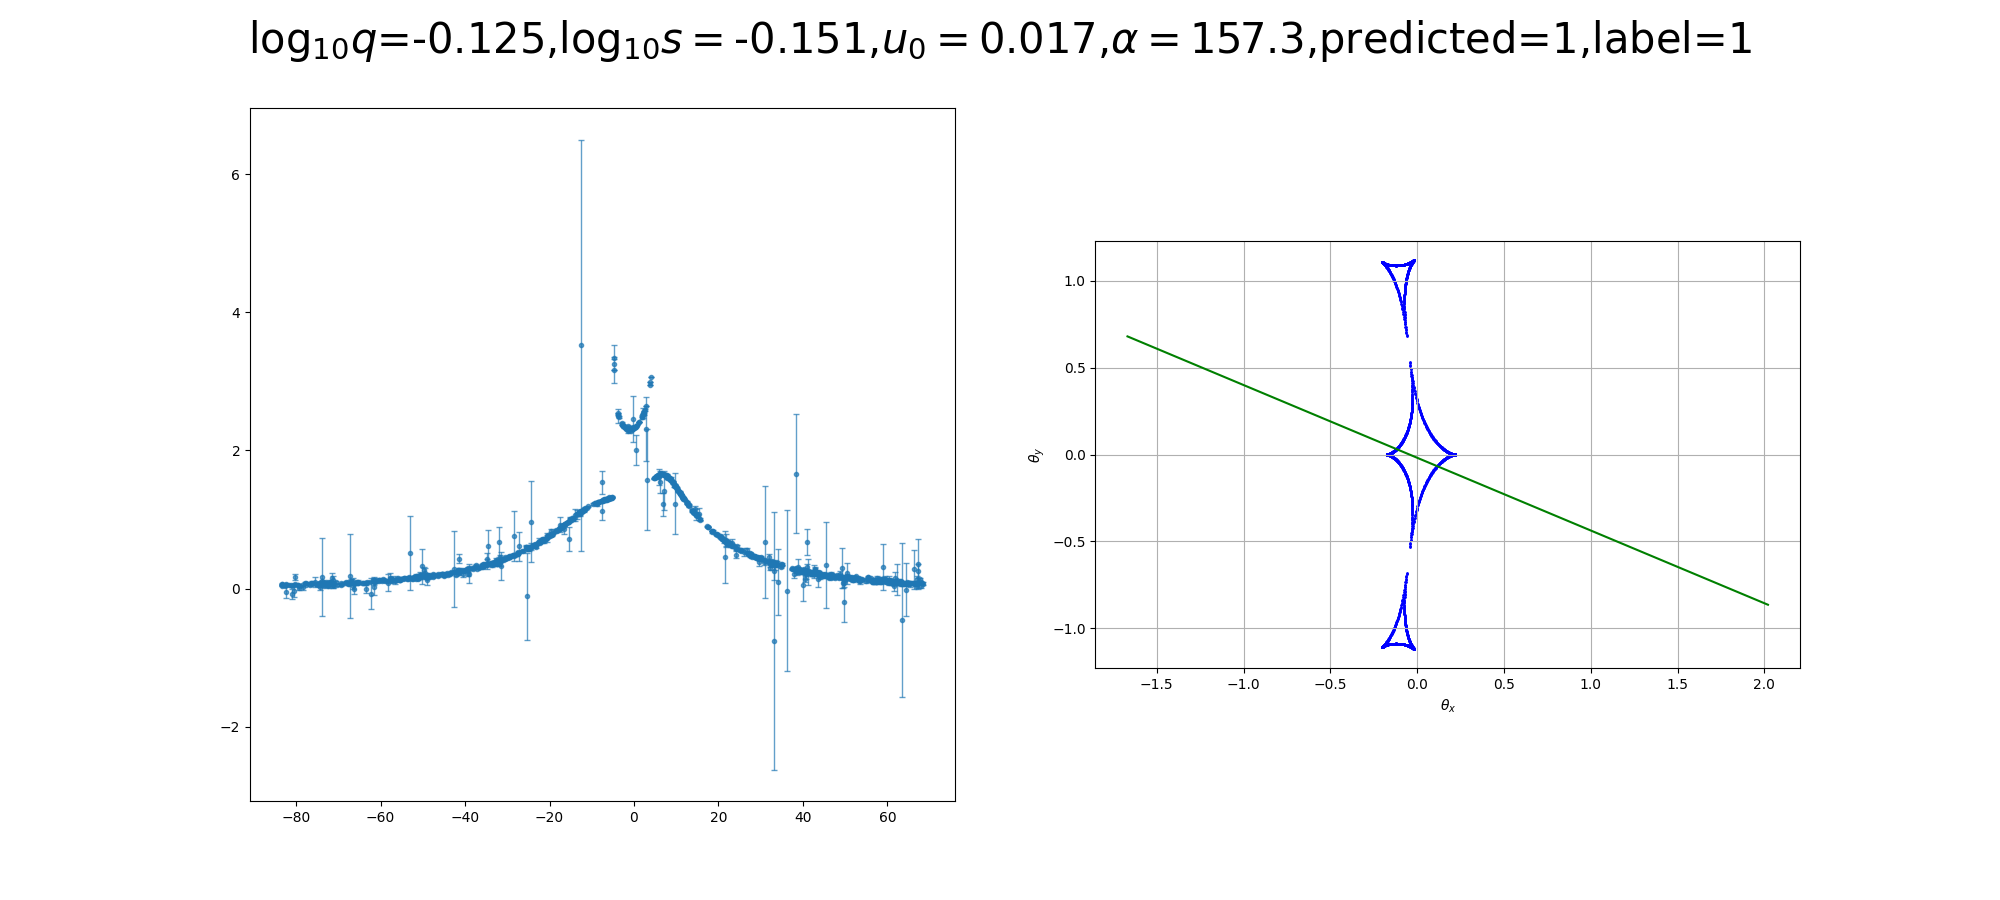 log₁₀q=-0.125,log₁₀s = -0.151,u₀ = 0.017,α = 157.3,predicted=1,label=1
6
4
2
0
−2
−80 −60 −40 −20 0 20 40 60
1.0
0.5
0.0
−0.5
−1.0
θy
−1.5 −1.0 −0.5 0.0 0.5 1.0 1.5 2.0
θx